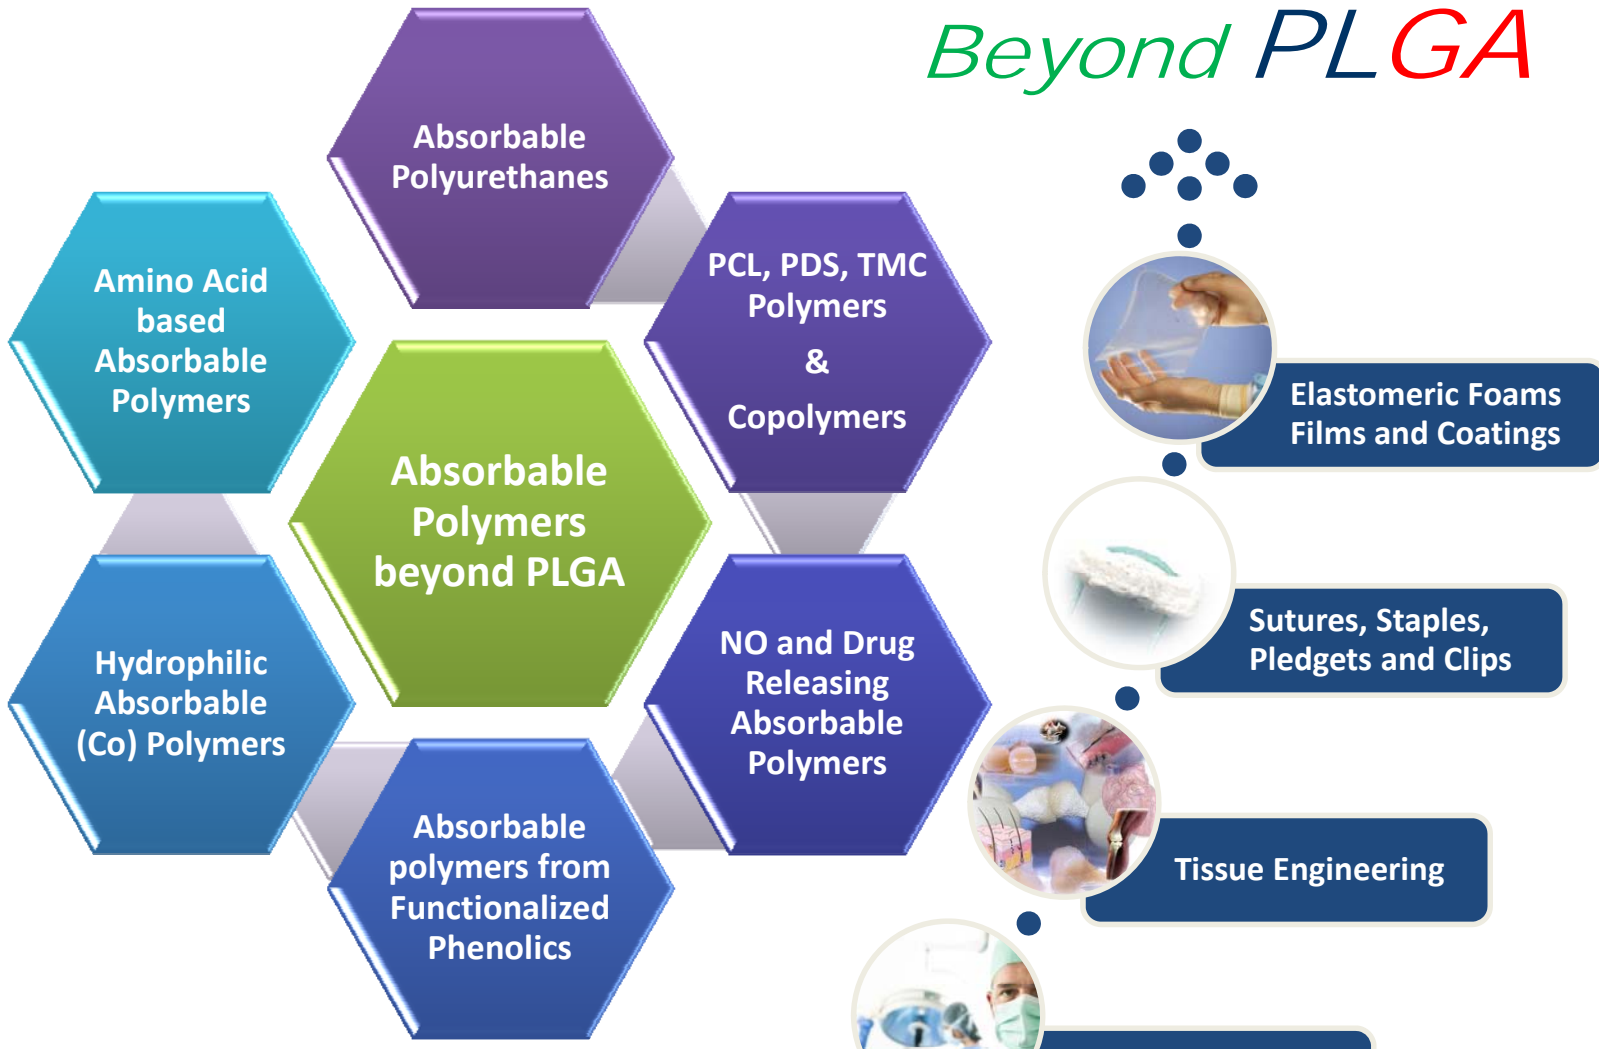 Beyond PLGA
Absorbable
Polyurethanes
PCL, PDS, TMC
Polymers
&
Copolymers
NO and Drug
Releasing
Absorbable
Polymers
Absorbable
polymers from
Functionalized
Phenolics
Hydrophilic
Absorbable
(Co) Polymers
Amino Acid
based
Absorbable
Polymers
Absorbable
Polymers
beyond PLGA
Elastomeric Foams
Films and Coatings
Sutures, Staples,
Pledgets and Clips
Tissue Engineering